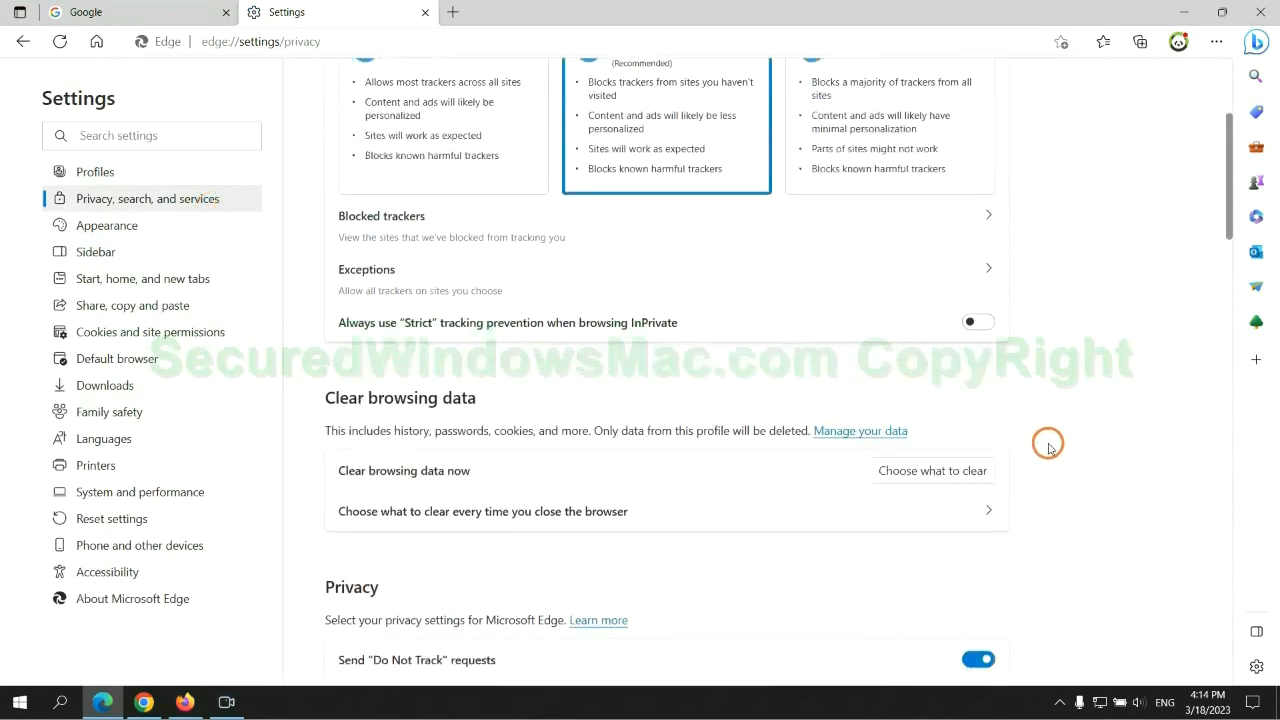 Google
Settings
Edge
edge://settings/privacy
Settings
Search settings
Profiles
Privacy, search, and services
Appearance
Sidebar
Start, home, and new tabs
Share, copy and paste
Cookies and site permissions
Default browser
Downloads
Family safety
Languages
Printers
System and performance
Reset settings
Phone and other devices
Accessibility
About Microsoft Edge
Allows most trackers across all sites
Content and ads will likely be
personalized
Sites will work as expected
Blocks known harmful trackers
(Recommended)
Blocks trackers from sites you haven't
visited
Content and ads will likely be less
personalized
Sites will work as expected
Blocks known harmful trackers
Blocks a majority of trackers from all
sites
Content and ads will likely have
minimal personalization
Parts of sites might not work
Blocks known harmful trackers
Blocked trackers
View the sites that we've blocked from tracking you
Exceptions
Allow all trackers on sites you choose
Always use “Strict” tracking prevention when browsing InPrivate
SecuredWindowsMac.com CopyRight
Clear browsing data
This includes history, passwords, cookies, and more. Only data from this profile will be deleted. Manage your data
Clear browsing data now
Choose what to clear
Choose what to clear every time you close the browser
Privacy
Select your privacy settings for Microsoft Edge. Learn more
Send "Do Not Track" requests
ENG
4:14 PM
3/18/2023